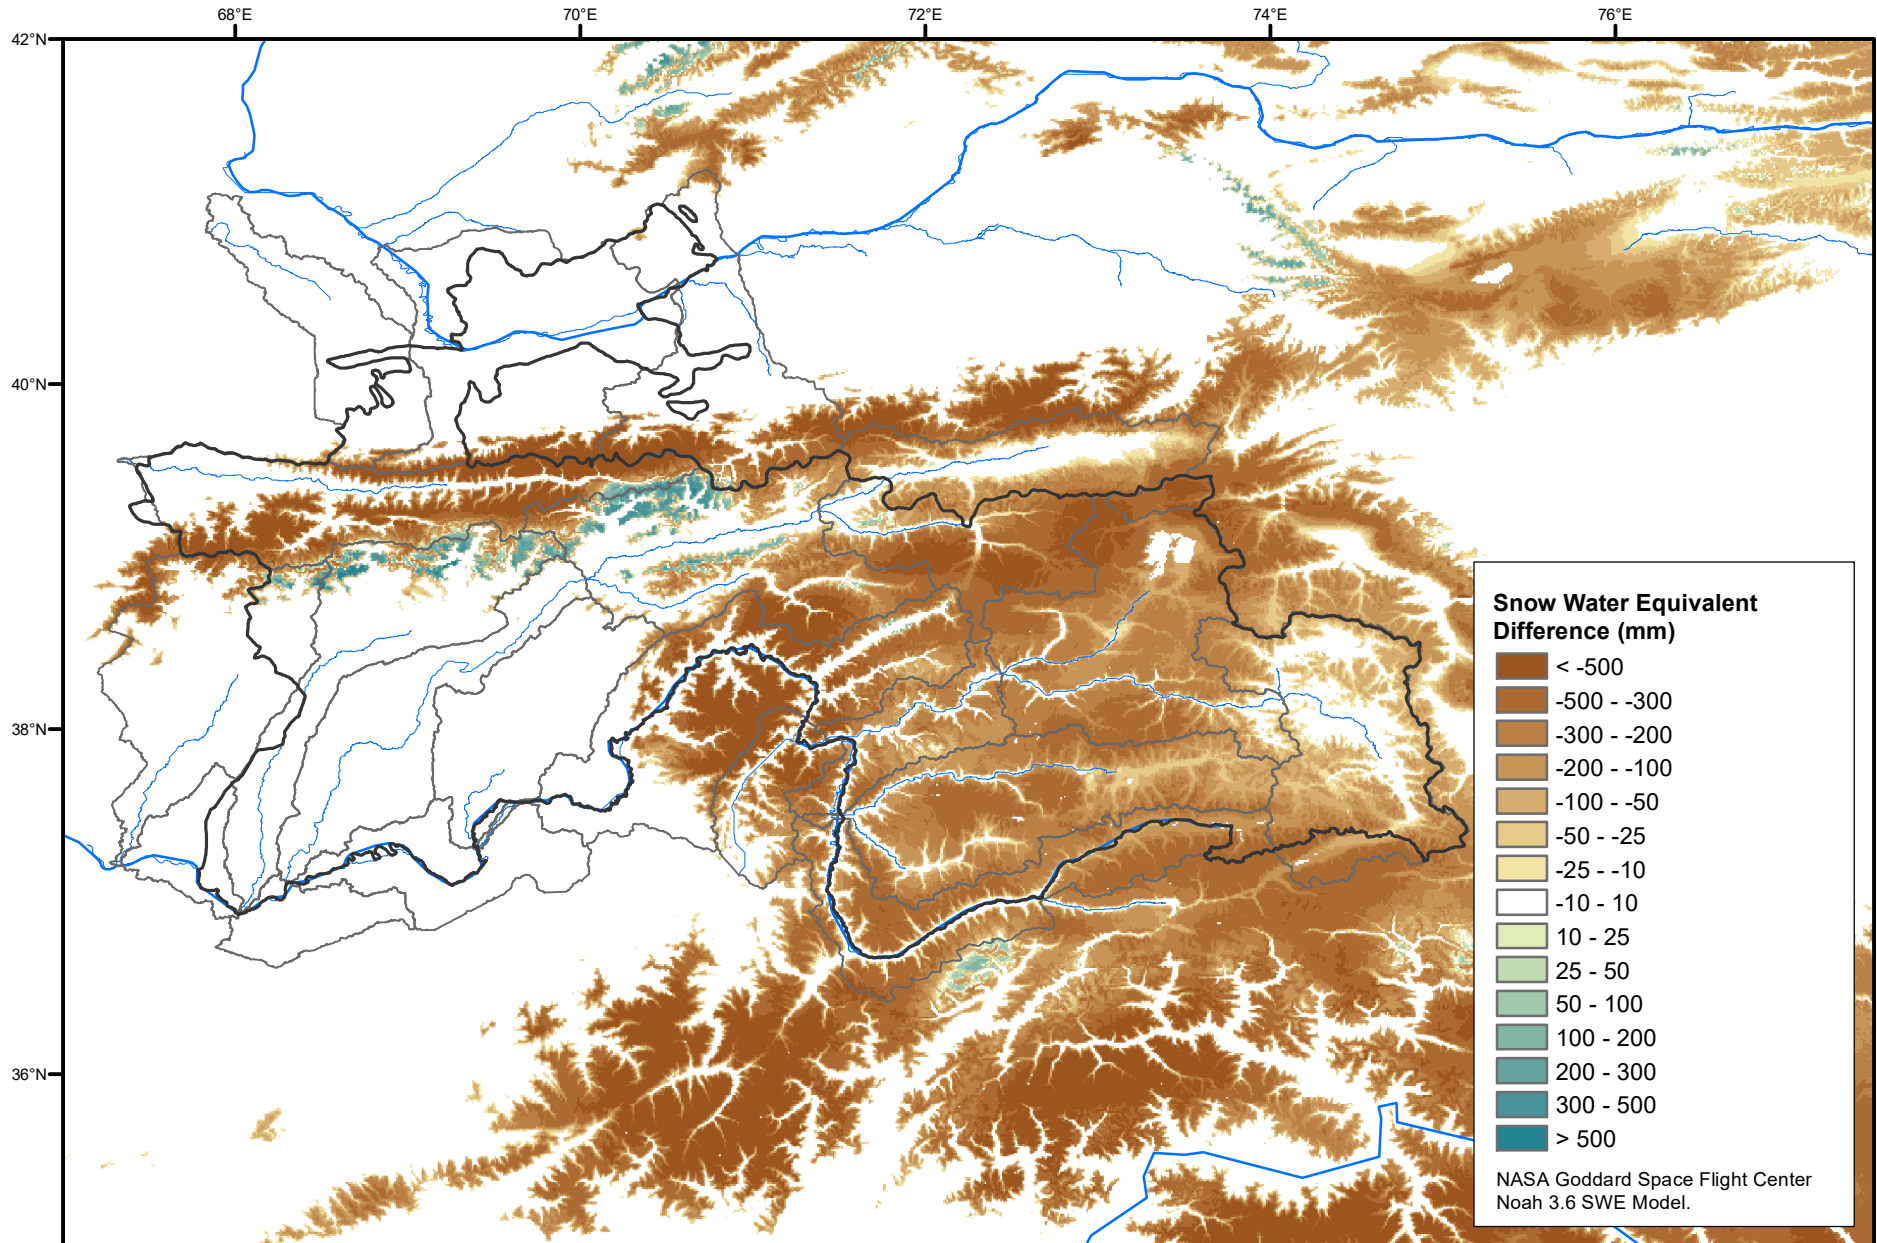 68°E
70°E
72°E
74°E
76°E
42°N
40°N
38°N
36°N
Snow Water Equivalent
Difference (mm)
< -500
-500 - -300
-300 - -200
-200 - -100
-100 - -50
-50 - -25
-25 - -10
-10 - 10
10 - 25
25 - 50
50 - 100
100 - 200
200 - 300
300 - 500
> 500
NASA Goddard Space Flight Center
Noah 3.6 SWE Model.